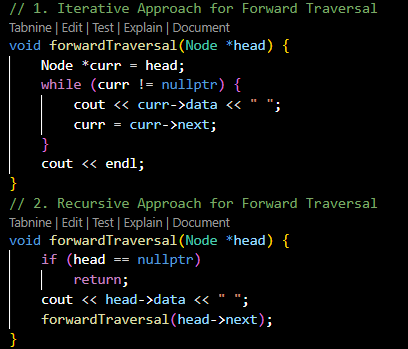 // 1. Iterative Approach for Forward Traversal
Tabnine | Edit | Test | Explain | Document
void forwardTraversal(Node *head) {
    Node *curr = head;
    while (curr != nullptr) {
        cout << curr->data << " ";
        curr = curr->next;
    }
    cout << endl;
}
// 2. Recursive Approach for Forward Traversal
Tabnine | Edit | Test | Explain | Document
void forwardTraversal(Node *head) {
    if (head == nullptr)
        return;
    cout << head->data << " ";
    forwardTraversal(head->next);
}